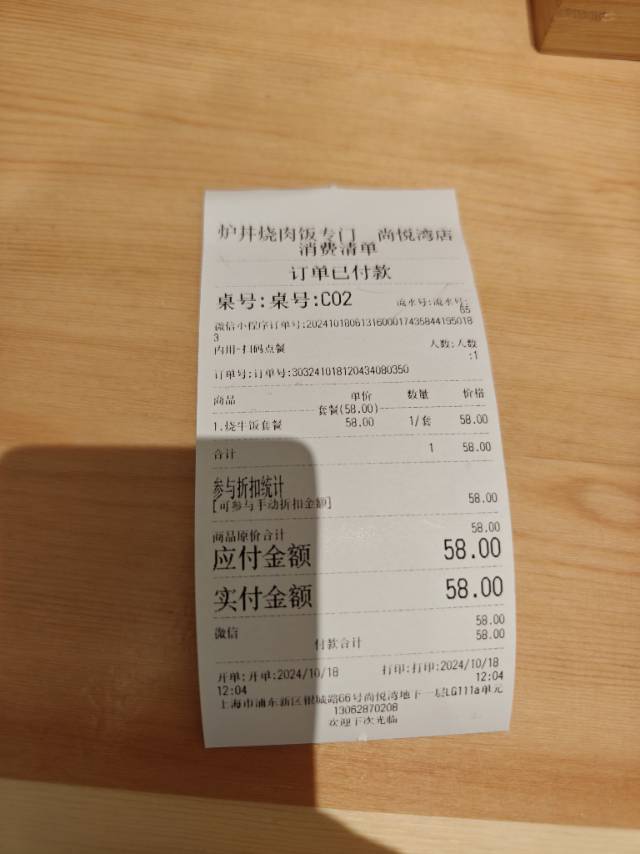 炉井烧肉饭专门 尚悦湾店
消费清单
订单已付款
桌号:桌号:C02 流水号:流水号:
65
微信小程序订单号:2024101806131600017435844195018
3
内用-扫码点餐 人数:人数
:1
订单号:订单号:303241018120434080350
商品 单价 数量 价格
套餐(58.00)
1.烧牛饭套餐 58.00 1/套 58.00
合计 1 58.00
参与折扣统计
[可参与手动折扣金额] 58.00
商品原价合计 58.00
应付金额 58.00
实付金额 58.00
微信 58.00
付款合计 58.00
开单:开单:2024/10/18 打印:打印:2024/10/18
12:04 12:04
上海市浦东新区银城路66号尚悦湾地下一层LG111a单元
13062870208
欢迎下次光临